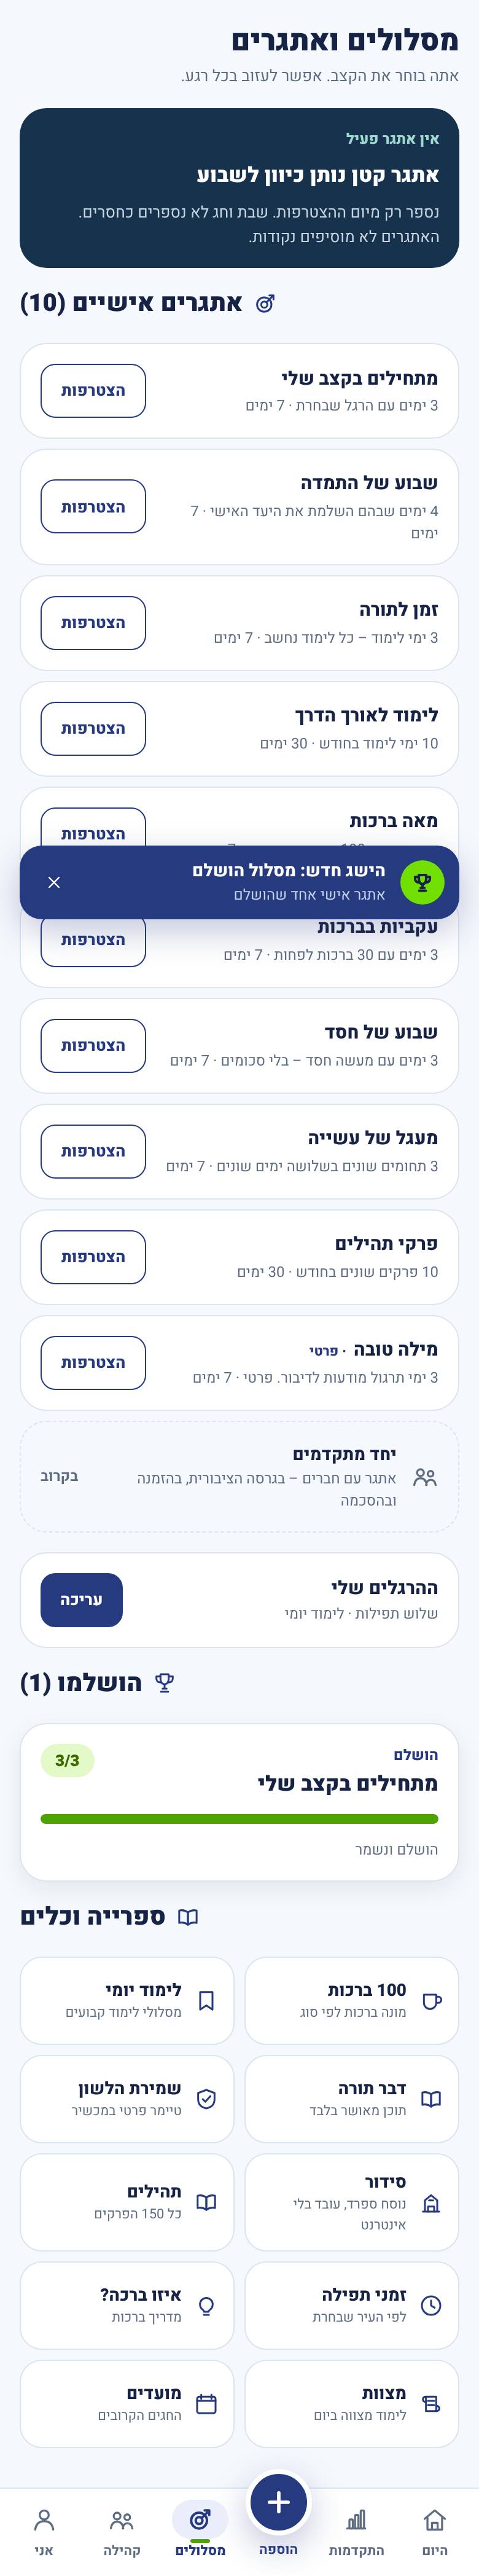 מסלולים ואתגרים
אתה בוחר את הקצב. אפשר לעזוב בכל רגע.
אין אתגר פעיל
אתגר קטן נותן כיוון לשבוע
נספר רק מיום ההצטרפות. שבת וחג לא נספרים כחסרים.
האתגרים לא מוסיפים נקודות.
אתגרים אישיים (10)
מתחילים בקצב שלי
3 ימים עם הרגל שבחרת · 7 ימים
הצטרפות
שבוע של התמדה
4 ימים שבהם השלמת את היעד האישי · 7
ימים
הצטרפות
זמן לתורה
3 ימי לימוד – כל לימוד נחשב · 7 ימים
הצטרפות
לימוד לאורך הדרך
10 ימי לימוד בחודש · 30 ימים
הצטרפות
מאה ברכות
הצטרפות
הישג חדש: מסלול הושלם
אתגר אישי אחד שהושלם
עקביות בברכות
3 ימים עם 30 ברכות לפחות · 7 ימים
הצטרפות
שבוע של חסד
3 ימים עם מעשה חסד – בלי סכומים · 7 ימים
הצטרפות
מעגל של עשייה
3 תחומים שונים בשלושה ימים שונים · 7 ימים
הצטרפות
פרקי תהילים
10 פרקים שונים בחודש · 30 ימים
הצטרפות
מילה טובה · פרטי
3 ימי תרגול מודעות לדיבור. פרטי · 7 ימים
הצטרפות
יחד מתקדמים
אתגר עם חברים – בגרסה הציבורית, בהזמנה
ובהסכמה
בקרוב
ההרגלים שלי
שלוש תפילות · לימוד יומי
עריכה
הושלמו (1)
הושלם
3/3
מתחילים בקצב שלי
הושלם ונשמר
ספרייה וכלים
100 ברכות
מונה ברכות לפי סוג
לימוד יומי
מסלולי לימוד קבועים
דבר תורה
תוכן מאושר בלבד
שמירת הלשון
טיימר פרטי במכשיר
סידור
נוסח ספרד, עובד בלי
אינטרנט
תהילים
כל 150 הפרקים
זמני תפילה
לפי העיר שבחרת
איזו ברכה?
מדריך ברכות
מצוות
לימוד מצווה ביום
מועדים
החגים הקרובים
היום
התקדמות
הוספה
מסלולים
קהילה
אני